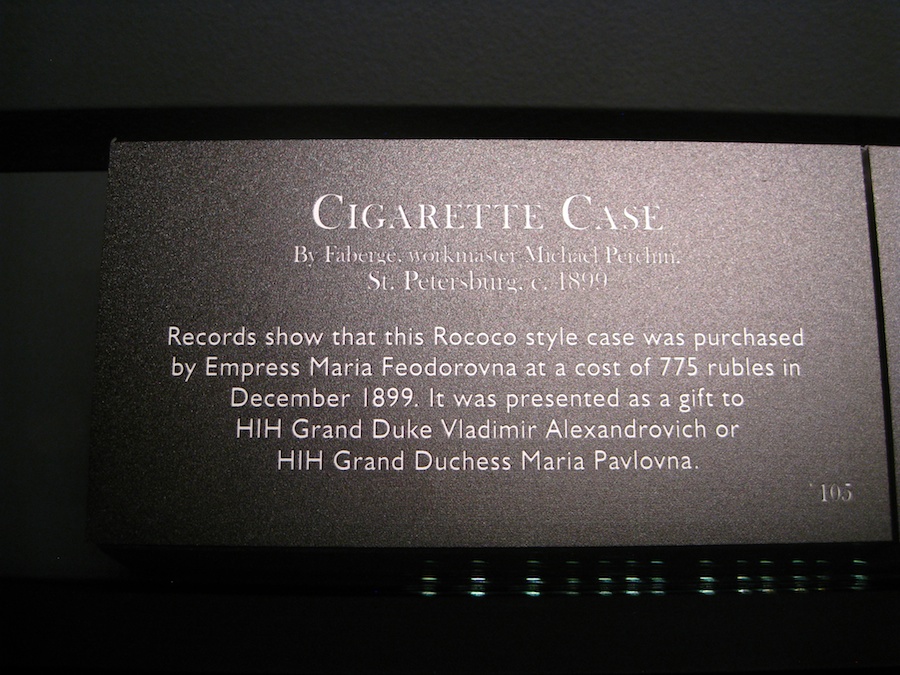 CIGARETTE CASE
By Fabergé, workmaster Michael Perchin,
St. Petersburg, c. 1899
Records show that this Rococo style case was purchased
by Empress Maria Feodorovna at a cost of 775 rubles in
December 1899. It was presented as a gift to
HIH Grand Duke Vladimir Alexandrovich or
HIH Grand Duchess Maria Pavlovna.
105